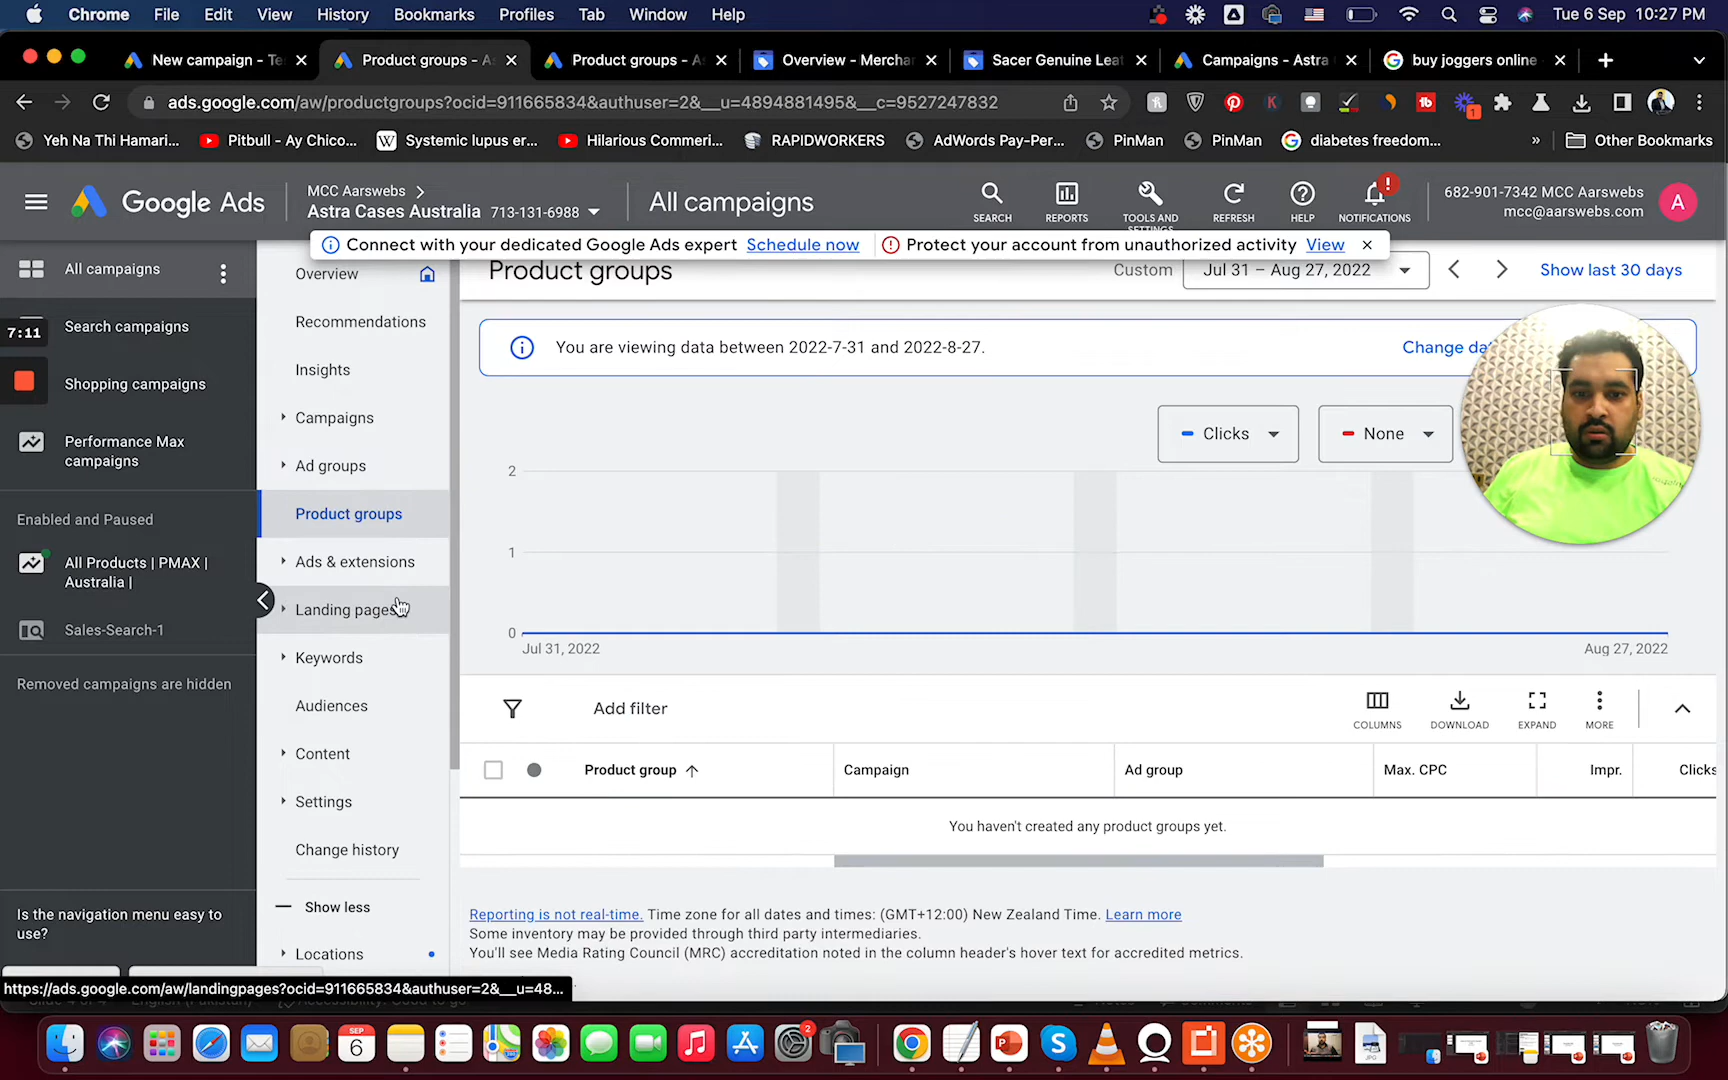 Chrome File Edit View History Bookmarks Profiles Tab Window Help Tue 6 Sep 10:27 PM
New campaign - Te Product groups - As Product groups - A Overview - Merchan Sacer Genuine Leat Campaigns - Astra buy joggers online -
ads.google.com/aw/productgroups?ocid=911665834&authuser=2&__u=4894881495&__c=9527247832
Yeh Na Thi Hamari... Pitbull - Ay Chico... Systemic lupus er... Hilarious Commeri... RAPIDWORKERS AdWords Pay-Per... PinMan PinMan diabetes freedom... » Other Bookmarks
Google Ads
MCC Aarswebs
Astra Cases Australia 713-131-6988
All campaigns
SEARCH
REPORTS
TOOLS AND
SETTINGS
REFRESH
HELP
NOTIFICATIONS
682-901-7342 MCC Aarswebs
mcc@aarswebs.com
A
Connect with your dedicated Google Ads expert Schedule now Protect your account from unauthorized activity View
All campaigns
Search campaigns
7:11
Shopping campaigns
Performance Max
campaigns
Enabled and Paused
All Products | PMAX |
Australia |
Sales-Search-1
Removed campaigns are hidden
Is the navigation menu easy to
use?
Overview
Recommendations
Insights
Campaigns
Ad groups
Product groups
Ads & extensions
Landing pages
Keywords
Audiences
Content
Settings
Change history
Show less
Locations
Product groups
Custom Jul 31 – Aug 27, 2022 Show last 30 days
You are viewing data between 2022-7-31 and 2022-8-27.
Change dat
Clicks
None
2
1
0
Jul 31, 2022
Aug 27, 2022
Add filter
COLUMNS
DOWNLOAD
EXPAND
MORE
Product group Campaign Ad group Max. CPC Impr. Clicks
You haven't created any product groups yet.
Reporting is not real-time. Time zone for all dates and times: (GMT+12:00) New Zealand Time. Learn more
Some inventory may be provided through third party intermediaries.
You'll see Media Rating Council (MRC) accreditation noted in the column header's hover text for accredited metrics.
https://ads.google.com/aw/landingpages?ocid=911665834&authuser=2&__u=48...
SEP
6
2